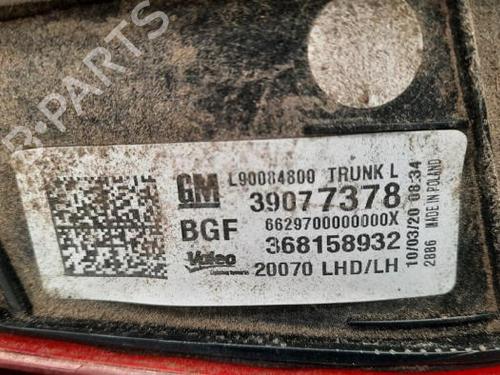 GM L90084800 TRUNK L
39077378
BGF 6629700000000X
368158932
Valeo
20070 LHD/LH
10/03/20 08:34
2886 MADE IN POLAND
B-PARTS